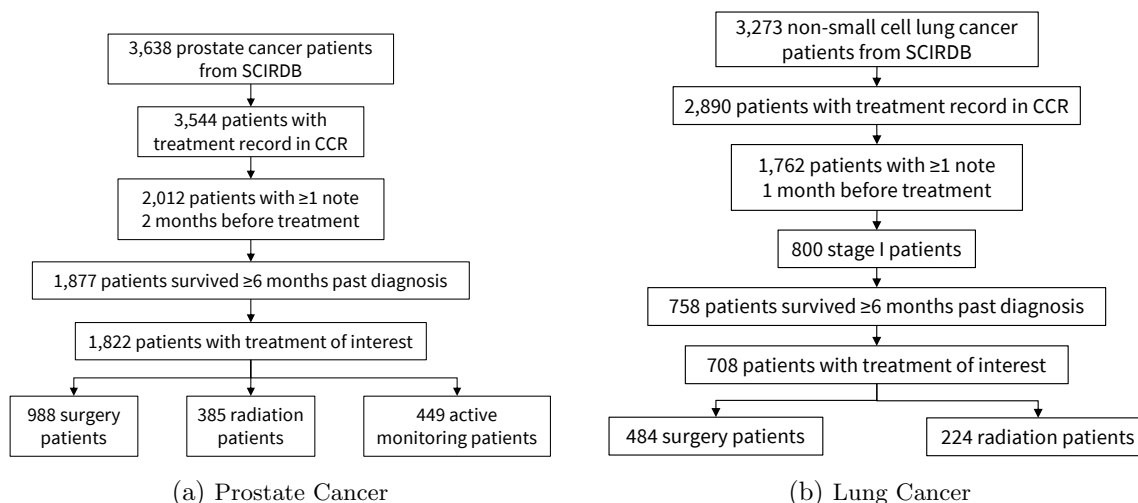 3,638 prostate cancer patients
from SCIRDB
3,544 patients with
treatment record in CCR
2,012 patients with ≥1 note
2 months before treatment
1,877 patients survived ≥6 months past diagnosis
1,822 patients with treatment of interest
988 surgery
patients
385 radiation
patients
449 active
monitoring patients
(a) Prostate Cancer
3,273 non-small cell lung cancer
patients from SCIRDB
2,890 patients with treatment record in CCR
1,762 patients with ≥1 note
1 month before treatment
800 stage I patients
758 patients survived ≥6 months past diagnosis
708 patients with treatment of interest
484 surgery patients
224 radiation patients
(b) Lung Cancer